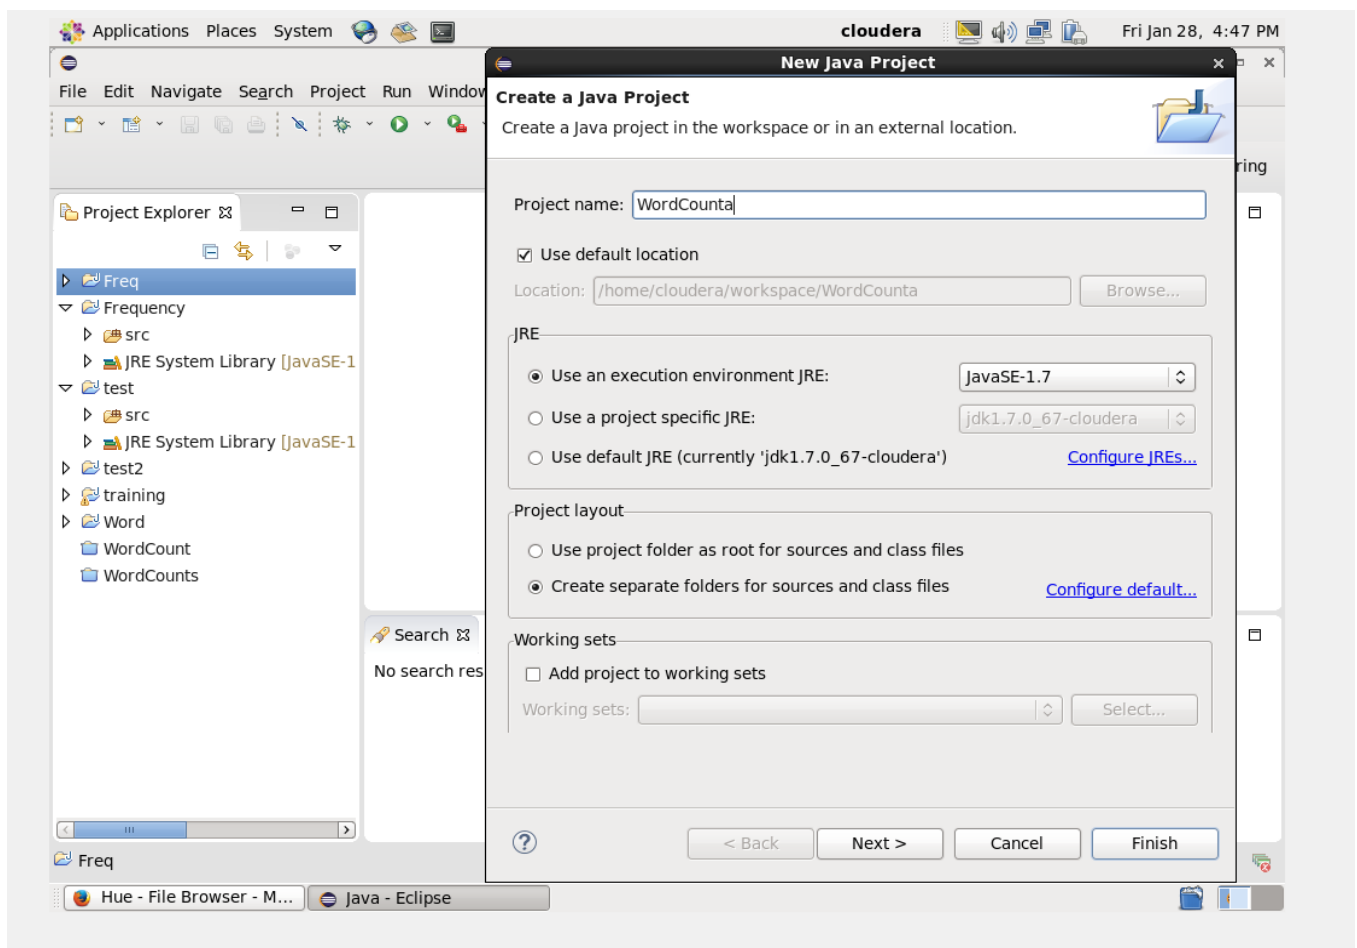 Applications Places System cloudera Fri Jan 28, 4:47 PM
New Java Project
File Edit Navigate Search Project Run Window
Create a Java Project
Create a Java project in the workspace or in an external location.
ring
Project Explorer
Project name: WordCounta
Use default location
Location: /home/cloudera/workspace/WordCounta Browse...
Freq
Frequency
src
JRE System Library [JavaSE-1
test
src
JRE System Library [JavaSE-1
test2
training
Word
WordCount
WordCounts
JRE
Use an execution environment JRE: JavaSE-1.7
Use a project specific JRE: jdk1.7.0_67-cloudera
Use default JRE (currently 'jdk1.7.0_67-cloudera') Configure JREs...
Project layout
Use project folder as root for sources and class files
Create separate folders for sources and class files Configure default...
Search
No search res
Working sets
Add project to working sets
Working sets: Select...
< Back Next > Cancel Finish
Freq
Hue - File Browser - M... Java - Eclipse